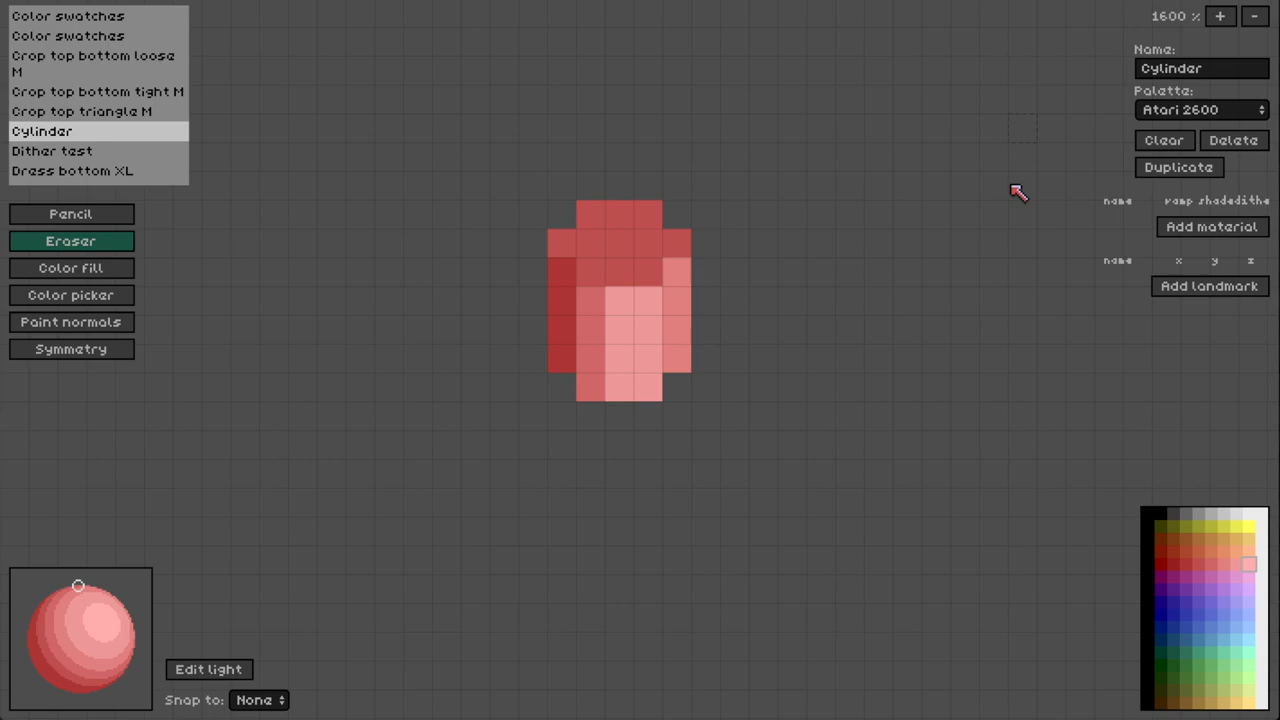 Color swatches
Color swatches
Crop top bottom loose
M
Crop top bottom tight M
Crop top triangle M
Cylinder
Dither test
Dress bottom XL
Pencil
Eraser
Color fill
Color picker
Paint normals
Symmetry
Edit light
Snap to: None
1600 % + -
Name:
Cylinder
Palette:
Atari 2600
Clear Delete
Duplicate
name ramp shadedithe
Add material
name x y z
Add landmark